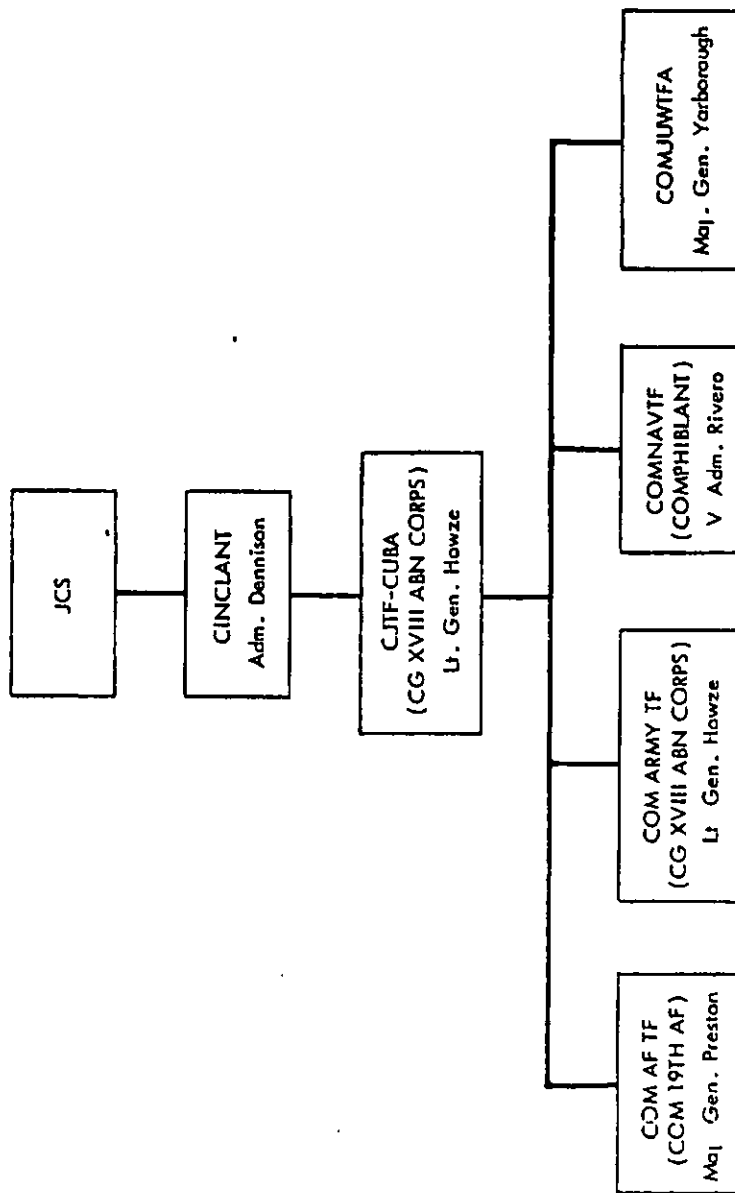 JCS
CINCLANT
Adm. Dennison
CJTF-CUBA
(CG XVIII ABN CORPS)
Lt. Gen. Howze
COM AF TF
(COM 19TH AF)
Maj Gen. Preston
COM ARMY TF
(CG XVIII ABN CORPS)
Lt Gen. Howze
COMNAVTF
(COMPHIBLANT)
V Adm. Rivero
COMJUWTFA
Maj. Gen. Yarborough